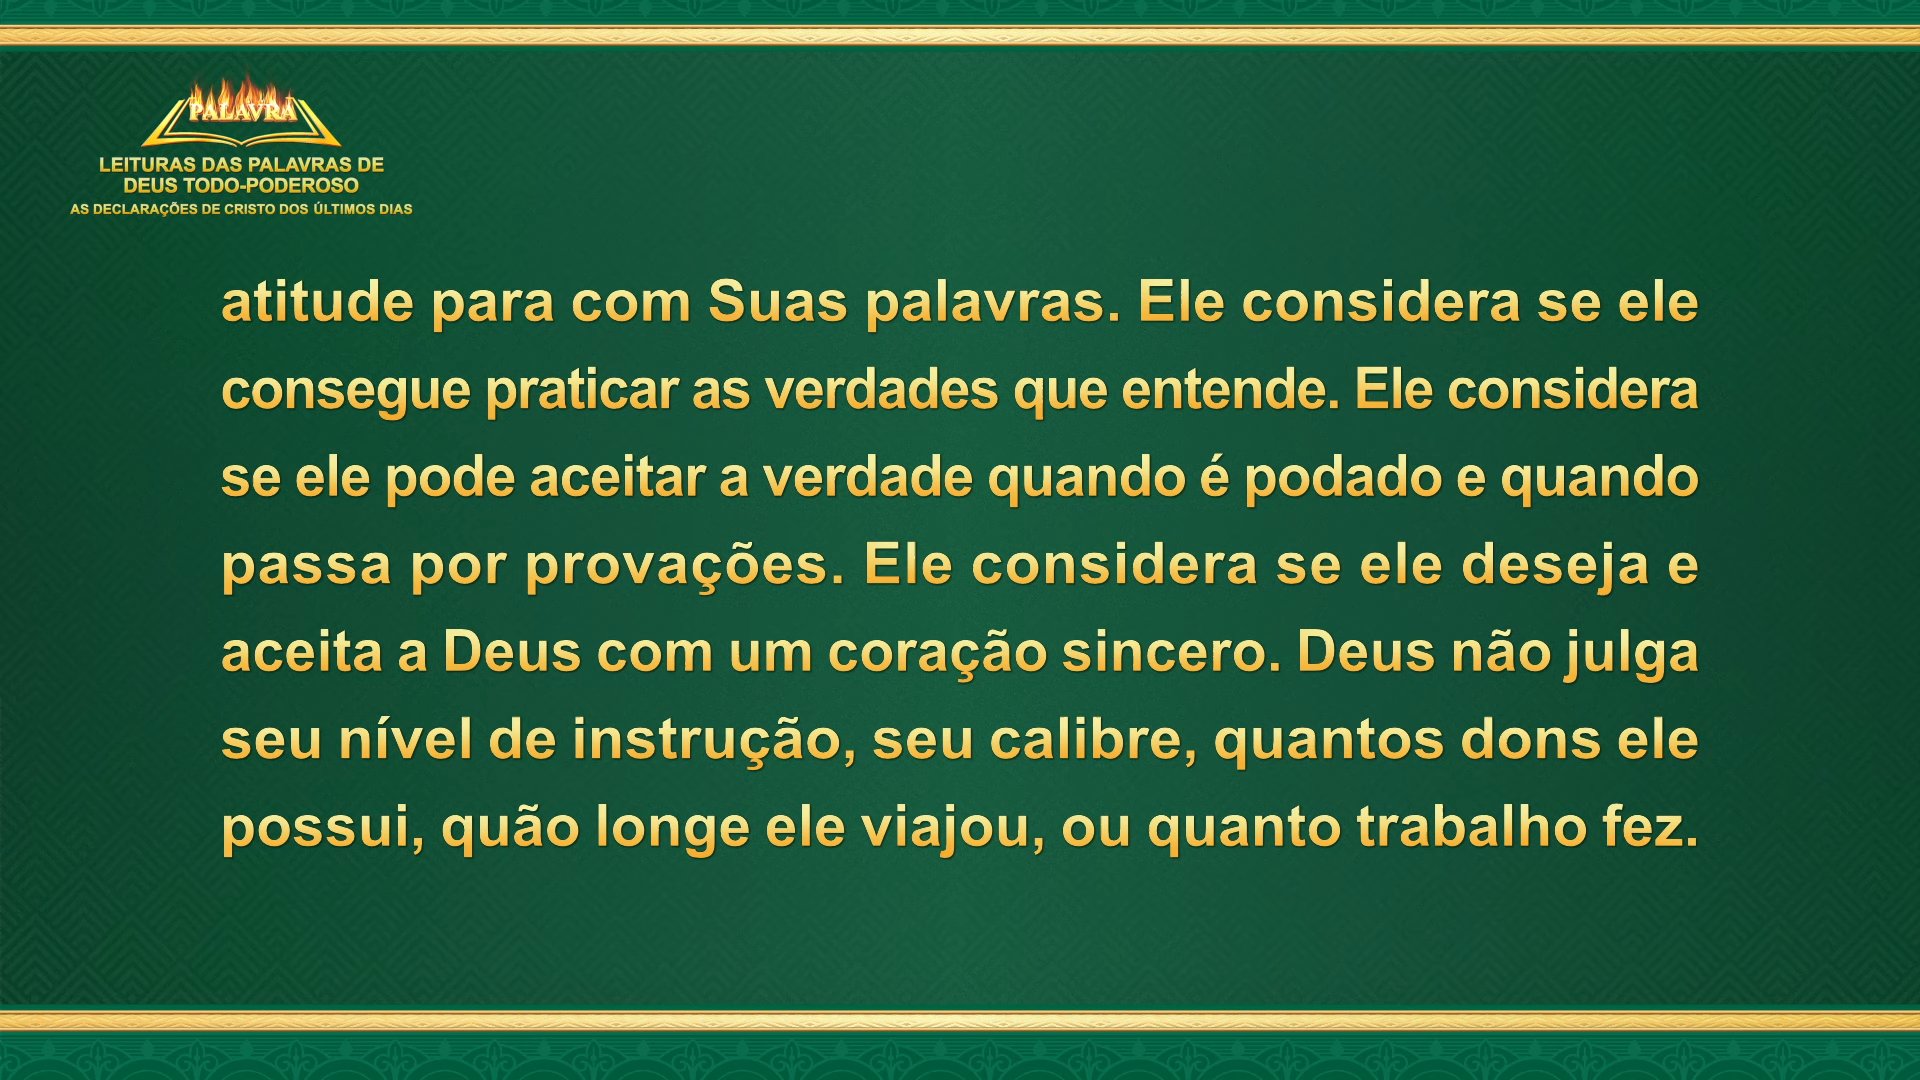 PALAVRA
LEITURAS DAS PALAVRAS DE
DEUS TODO-PODEROSO
AS DECLARAÇÕES DE CRISTO DOS ÚLTIMOS DIAS
atitude para com Suas palavras. Ele considera se ele
consegue praticar as verdades que entende. Ele considera
se ele pode aceitar a verdade quando é podado e quando
passa por provações. Ele considera se ele deseja e
aceita a Deus com um coração sincero. Deus não julga
seu nível de instrução, seu calibre, quantos dons ele
possui, quão longe ele viajou, ou quanto trabalho fez.